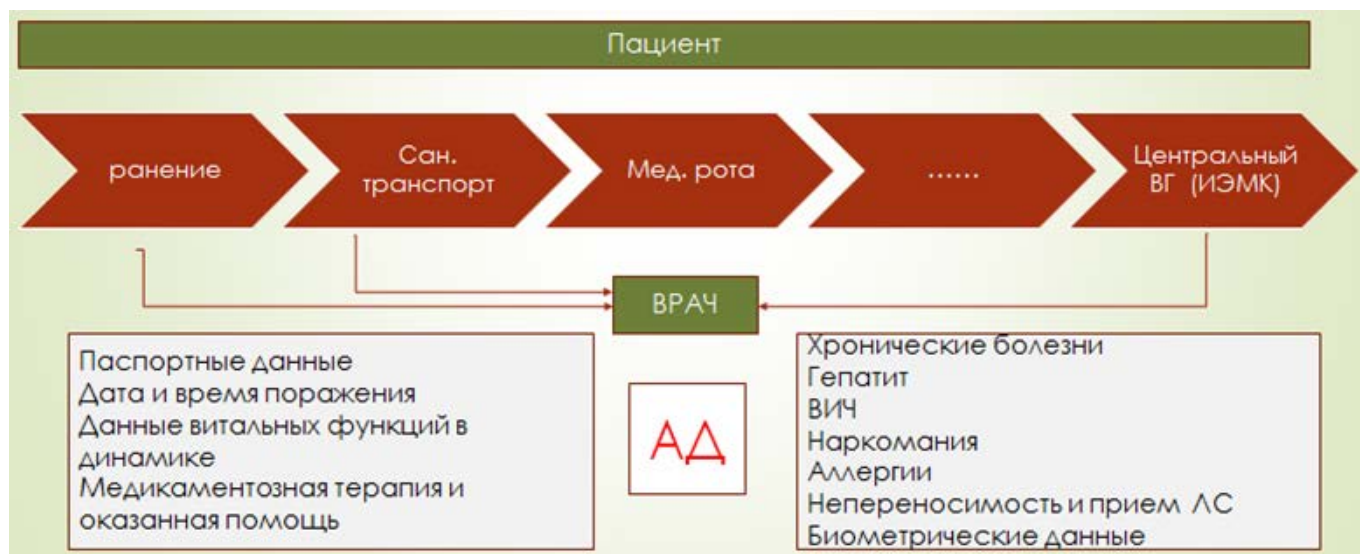 Пациент
ранение
Сан.
транспорт
Мед. рота
......
Центральный
ВГ (ИЭМК)
ВРАЧ
Паспортные данные
Дата и время поражения
Данные витальных функций в
динамике
Медикаментозная терапия и
оказанная помощь
АД
Хронические болезни
Гепатит
ВИЧ
Наркомания
Аллергии
Непереносимость и прием ЛС
Биометрические данные